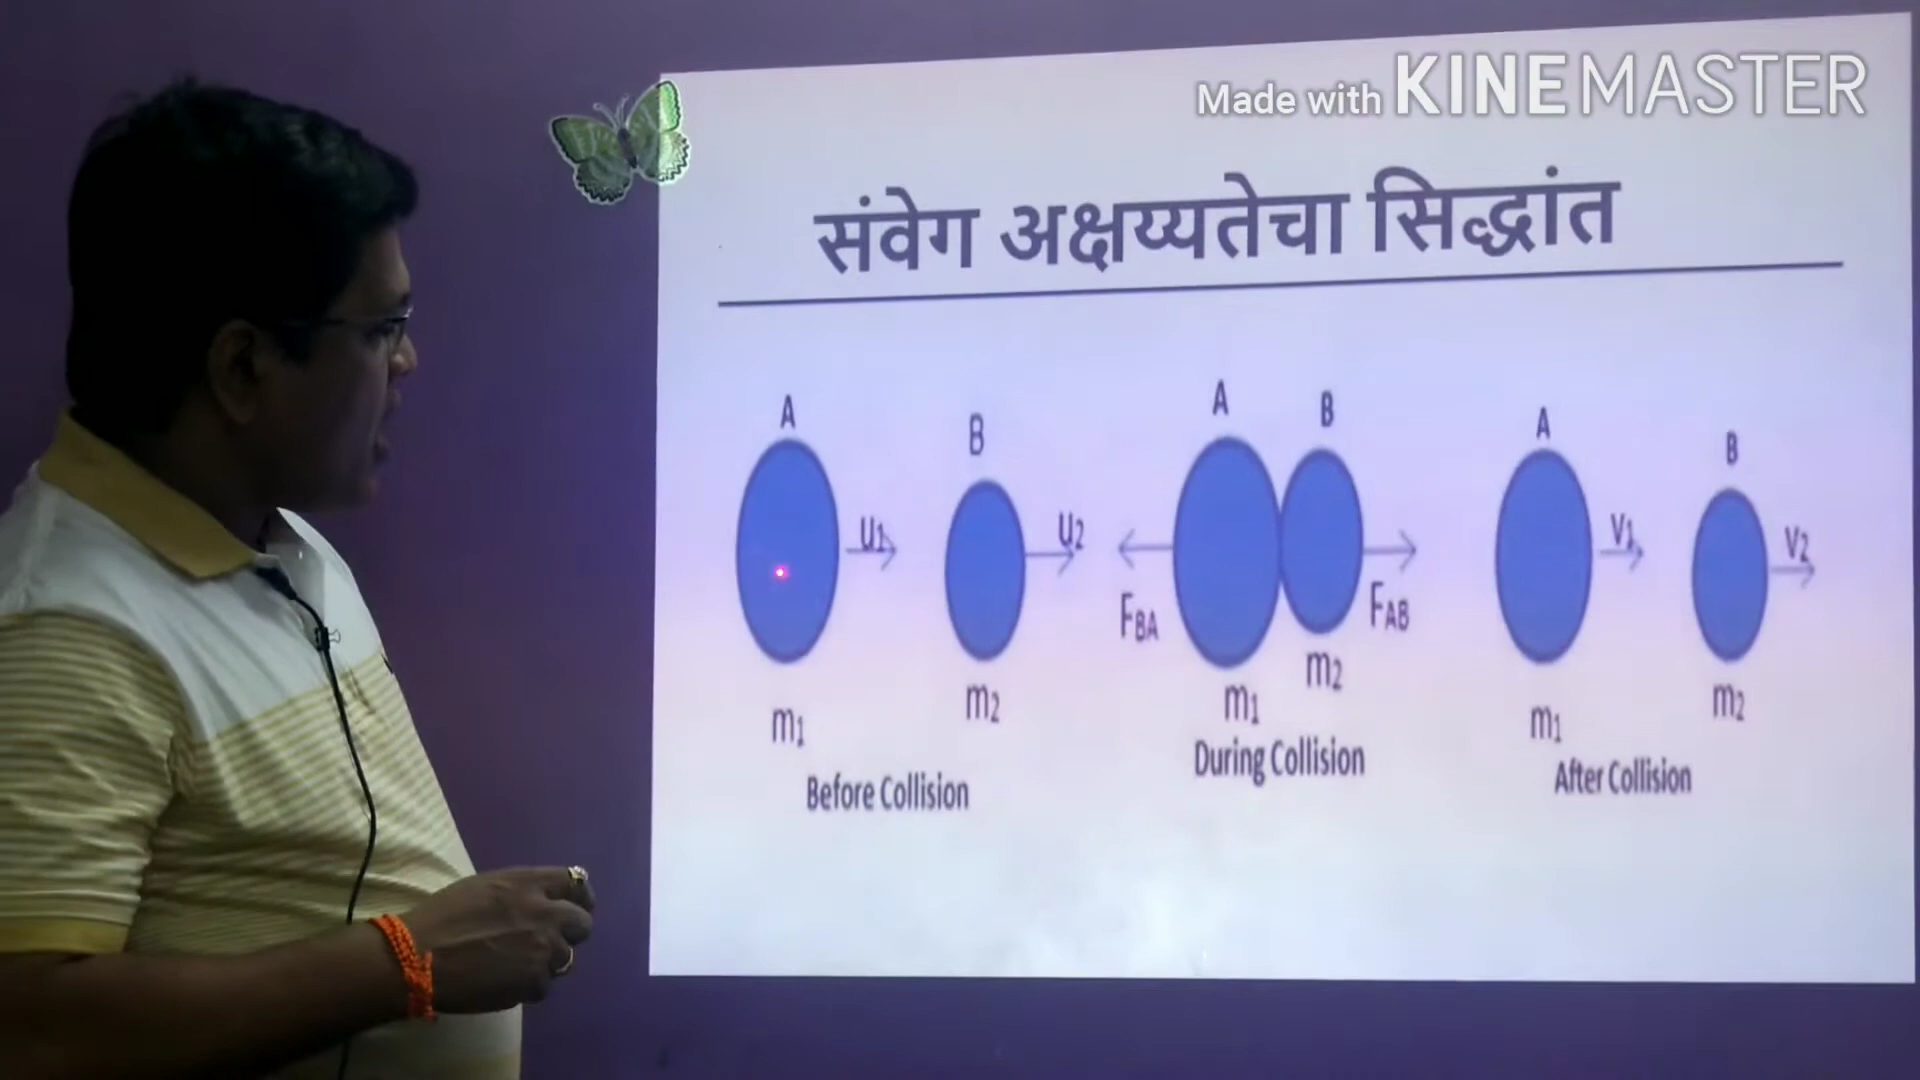 Made with KINEMASTER
संवेग अक्षय्यतेचा सिद्धांत
A
B
u1
u2
m1
m2
Before Collision
A
B
FBA
FAB
m1
m2
During Collision
A
B
V1
V2
m1
m2
After Collision